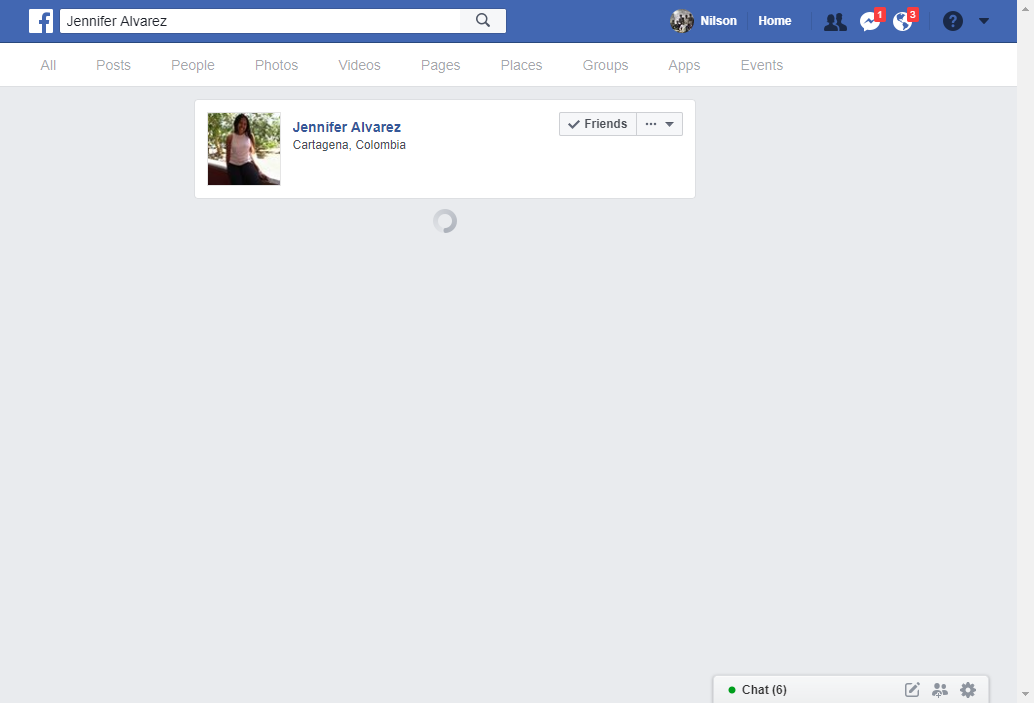 f Jennifer Alvarez Nilson Home 1 3 ?
All Posts People Photos Videos Pages Places Groups Apps Events
Jennifer Alvarez Friends ...
Cartagena, Colombia
Chat (6)